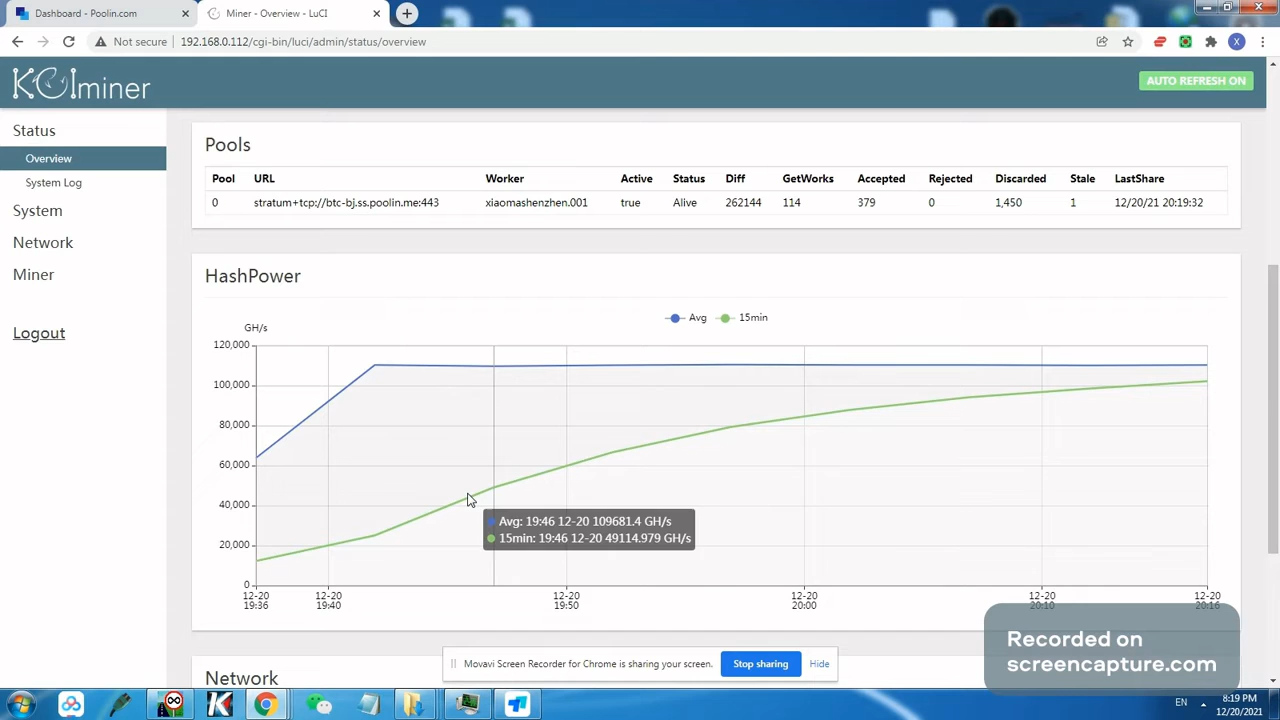 Dashboard - Poolin.com
Miner - Overview - LuCI
Not secure 192.168.0.112/cgi-bin/luci/admin/status/overview
X
KOIminer
AUTO REFRESH ON
Status
Overview
System Log
System
Network
Miner
Logout
Pools
Pool URL Worker Active Status Diff GetWorks Accepted Rejected Discarded Stale LastShare
0 stratum+tcp://btc-bj.ss.poolin.me:443 xiaomashenzhen.001 true Alive 262144 114 379 0 1,450 1 12/20/21 20:19:32
HashPower
Avg 15min
GH/s
120,000
100,000
80,000
60,000
40,000
20,000
0
Avg: 19:46 12-20 109681.4 GH/s
15min: 19:46 12-20 49114.979 GH/s
12-20 12-20 12-20 12-20 12-20 12-20
19:36 19:40 19:50 20:00 20:10 20:16
Recorded on
screencapture.com
Network
Movavi Screen Recorder for Chrome is sharing your screen. Stop sharing Hide
EN 8:19 PM
12/20/2021